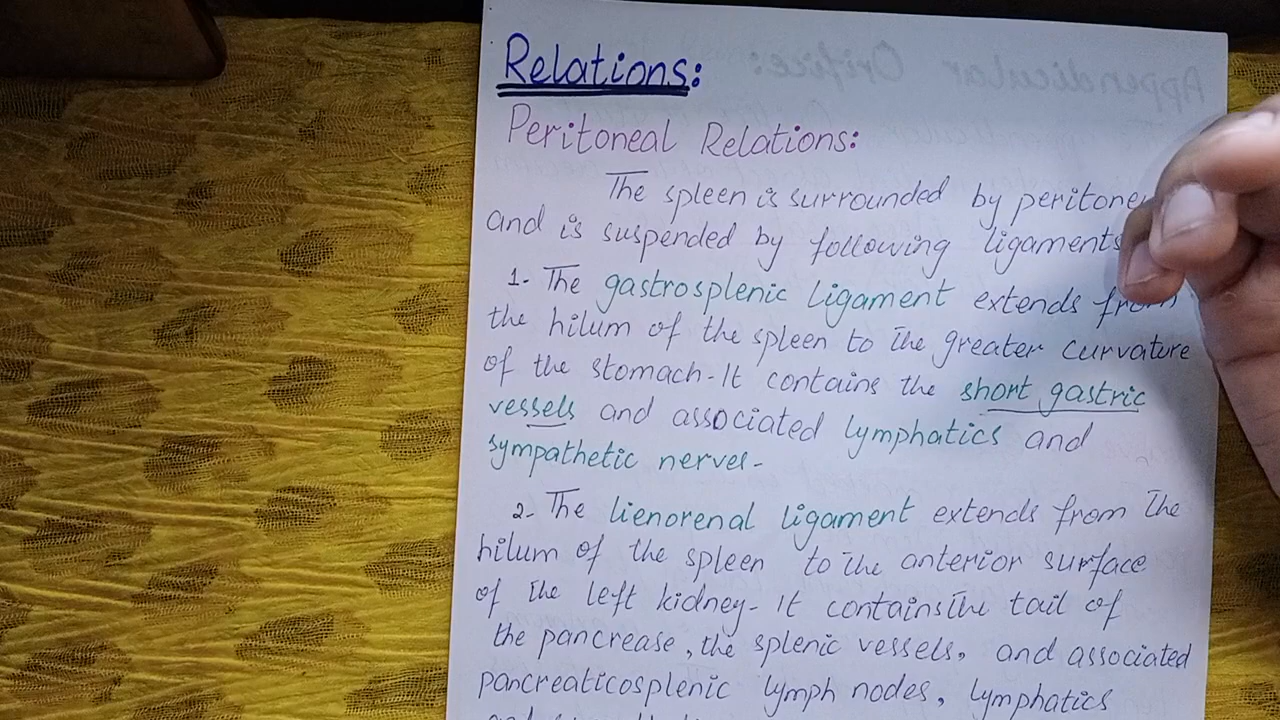 Relations:
Peritoneal Relations:
The spleen is surrounded by
and is suspended by following ligaments
1- The gastrosplenic Ligament extends from
the hilum of the spleen to the greater curvature
of the stomach-It contains the short gastric
vessels and associated lymphatics and
sympathetic nerves-
2- The lienorenal ligament extends from the
hilum of the spleen to the anterior surface
of the left kidney- It contains the tail of
the pancrease, the splenic vessels, and associated
pancreaticosplenic lymph nodes, lymphatics
Appendicular Orifice: